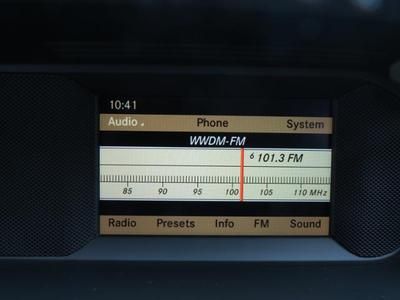 10:41
Audio Phone System
WWDM-FM
6 101.3 FM
85 90 95 100 105 110 MHz
Radio Presets Info FM Sound